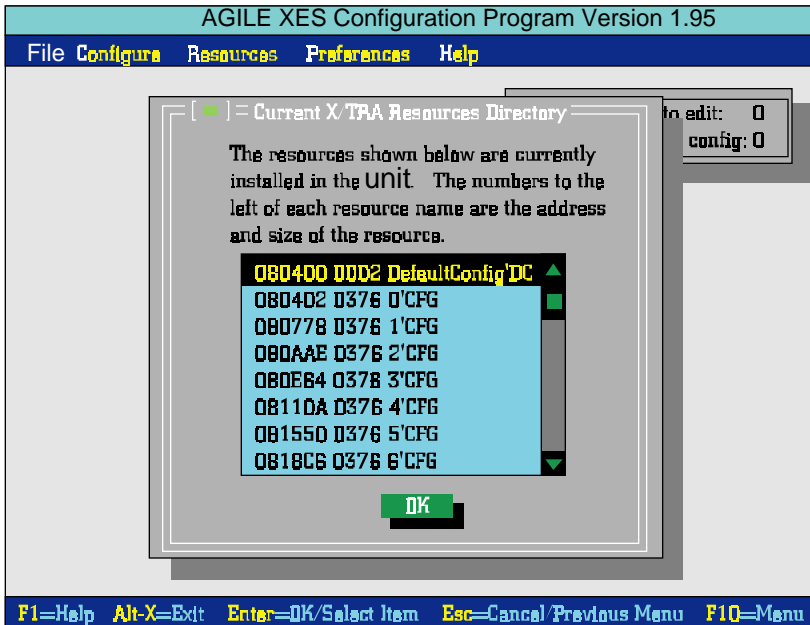 AGILE XES Configuration Program Version 1.95
File Configure Resources Preferences Help
to edit: 0
config: 0
[ ] Current X/TRA Resources Directory
The resources shown below are currently
installed in the unit. The numbers to the
left of each resource name are the address
and size of the resource.
080400 00D2 DefaultConfig'DC
0804D2 0376 0'CFG
080778 0376 1'CFG
080AAE 0376 2'CFG
080E64 0376 3'CFG
0811DA 0376 4'CFG
081550 0376 5'CFG
0818C6 0376 6'CFG
OK
F1=Help Alt-X=Exit Enter=OK/Select Item Esc=Cancel/Previous Menu F10=Menu